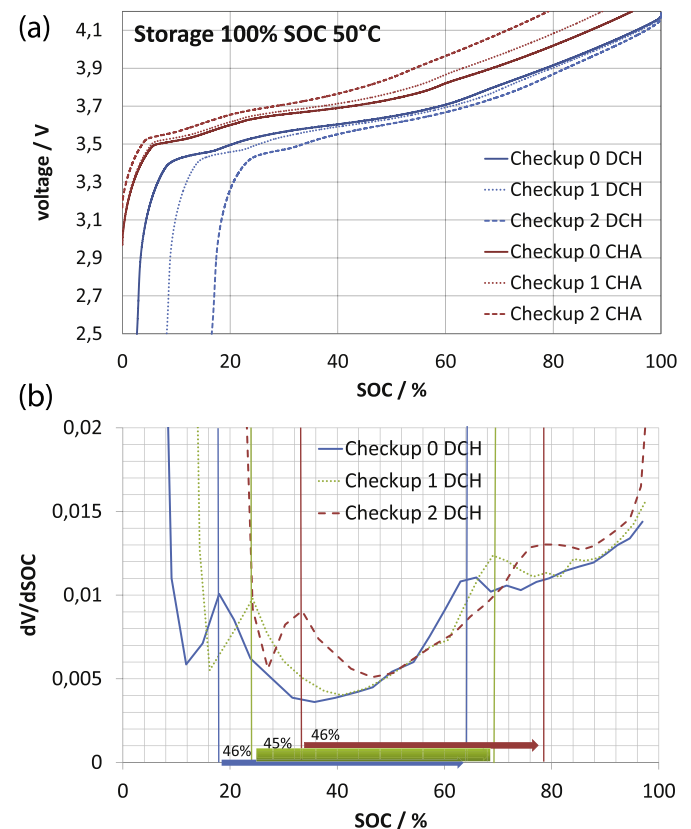 (a)
Storage 100% SOC 50°C
4,1
3,9
3,7
3,5
3,3
3,1
2,9
2,7
2,5
voltage / V
Checkup 0 DCH
Checkup 1 DCH
Checkup 2 DCH
Checkup 0 CHA
Checkup 1 CHA
Checkup 2 CHA
0 20 40 60 80 100
SOC / %
(b)
0,02
0,015
0,01
0,005
0
dV/dSOC
Checkup 0 DCH
Checkup 1 DCH
Checkup 2 DCH
46% 45% 46%
0 20 40 60 80 100
SOC / %